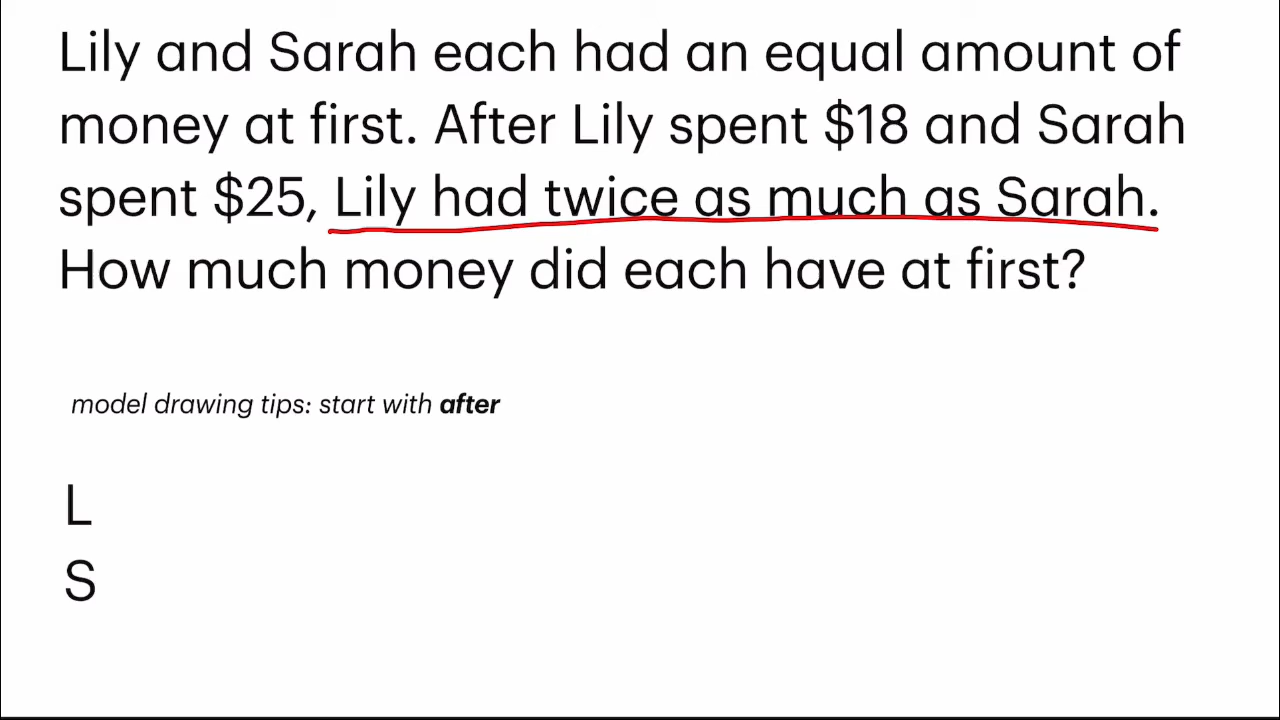 Lily and Sarah each had an equal amount of
money at first. After Lily spent $18 and Sarah
spent $25, Lily had twice as much as Sarah.
How much money did each have at first?
model drawing tips: start with after
L
S